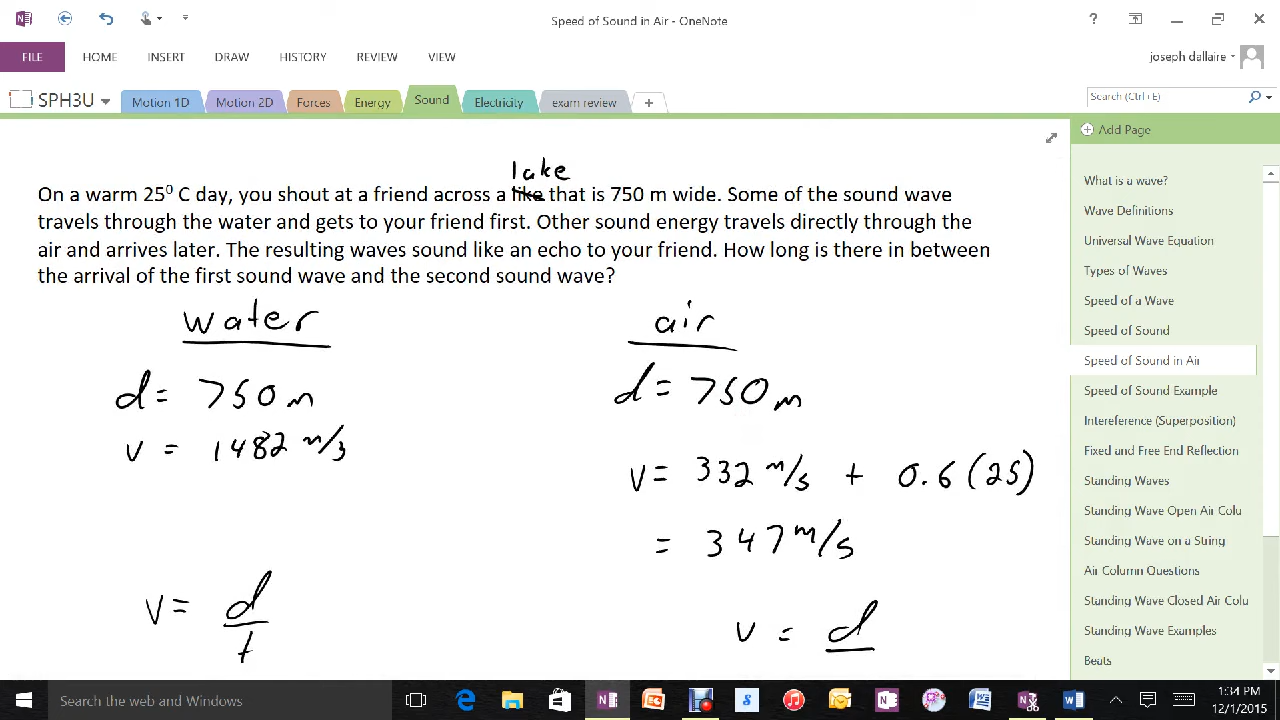 Speed of Sound in Air - OneNote
?
FILE HOME INSERT DRAW HISTORY REVIEW VIEW
joseph dallaire
SPH3U Motion 1D Motion 2D Forces Energy Sound Electricity exam review +
Search (Ctrl+E)
Add Page
lake
On a warm 25⁰ C day, you shout at a friend across a like that is 750 m wide. Some of the sound wave
travels through the water and gets to your friend first. Other sound energy travels directly through the
air and arrives later. The resulting waves sound like an echo to your friend. How long is there in between
the arrival of the first sound wave and the second sound wave?
water
d = 750 m
v = 1482 m/s
v = d
t
air
d = 750 m
v = 332 m/s + 0.6 (25)
= 347 m/s
v = d
What is a wave?
Wave Definitions
Universal Wave Equation
Types of Waves
Speed of a Wave
Speed of Sound
Speed of Sound in Air
Speed of Sound Example
Intereference (Superposition)
Fixed and Free End Reflection
Standing Waves
Standing Wave Open Air Colu
Standing Wave on a String
Air Column Questions
Standing Wave Closed Air Colu
Standing Wave Examples
Beats
Search the web and Windows
1:34 PM
12/1/2015